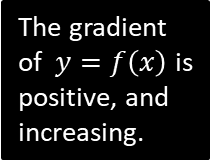 The gradient
of y = f(x) is
positive, and
increasing.